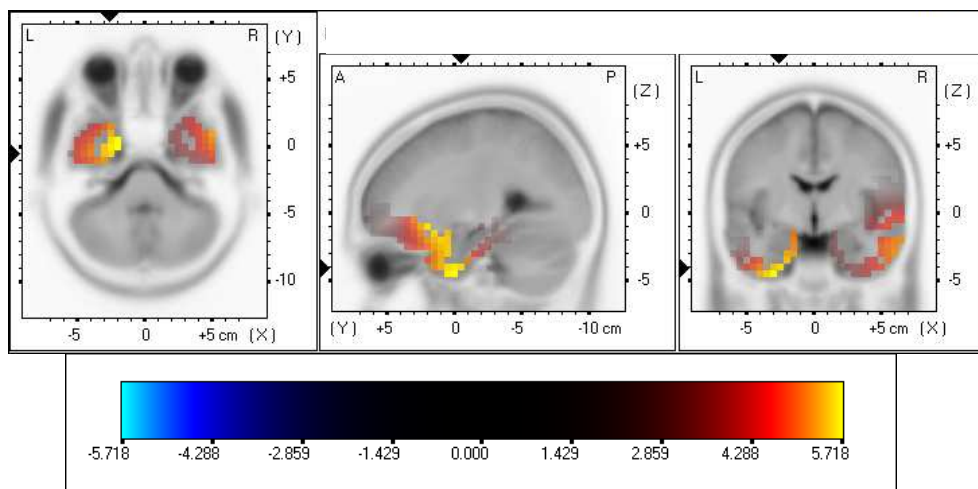 L R (Y)
+5
0
-5
-10
-5 0 +5 cm (X)
A P (Z)
+5
0
-5
(Y) +5 0 -5 -10 cm
L R (Z)
+5
0
-5
-5 0 +5 cm (X)
-5.718 -4.288 -2.859 -1.429 0.000 1.429 2.859 4.288 5.718